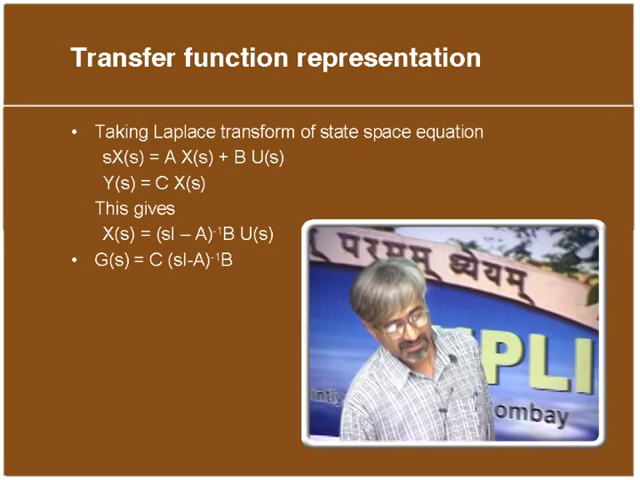 Transfer function representation
• Taking Laplace transform of state space equation
sX(s) = A X(s) + B U(s)
Y(s) = C X(s)
This gives
X(s) = (sI – A)⁻¹B U(s)
• G(s) = C (sI-A)⁻¹B
परमम् ध्येयम्
MPLI
ombay